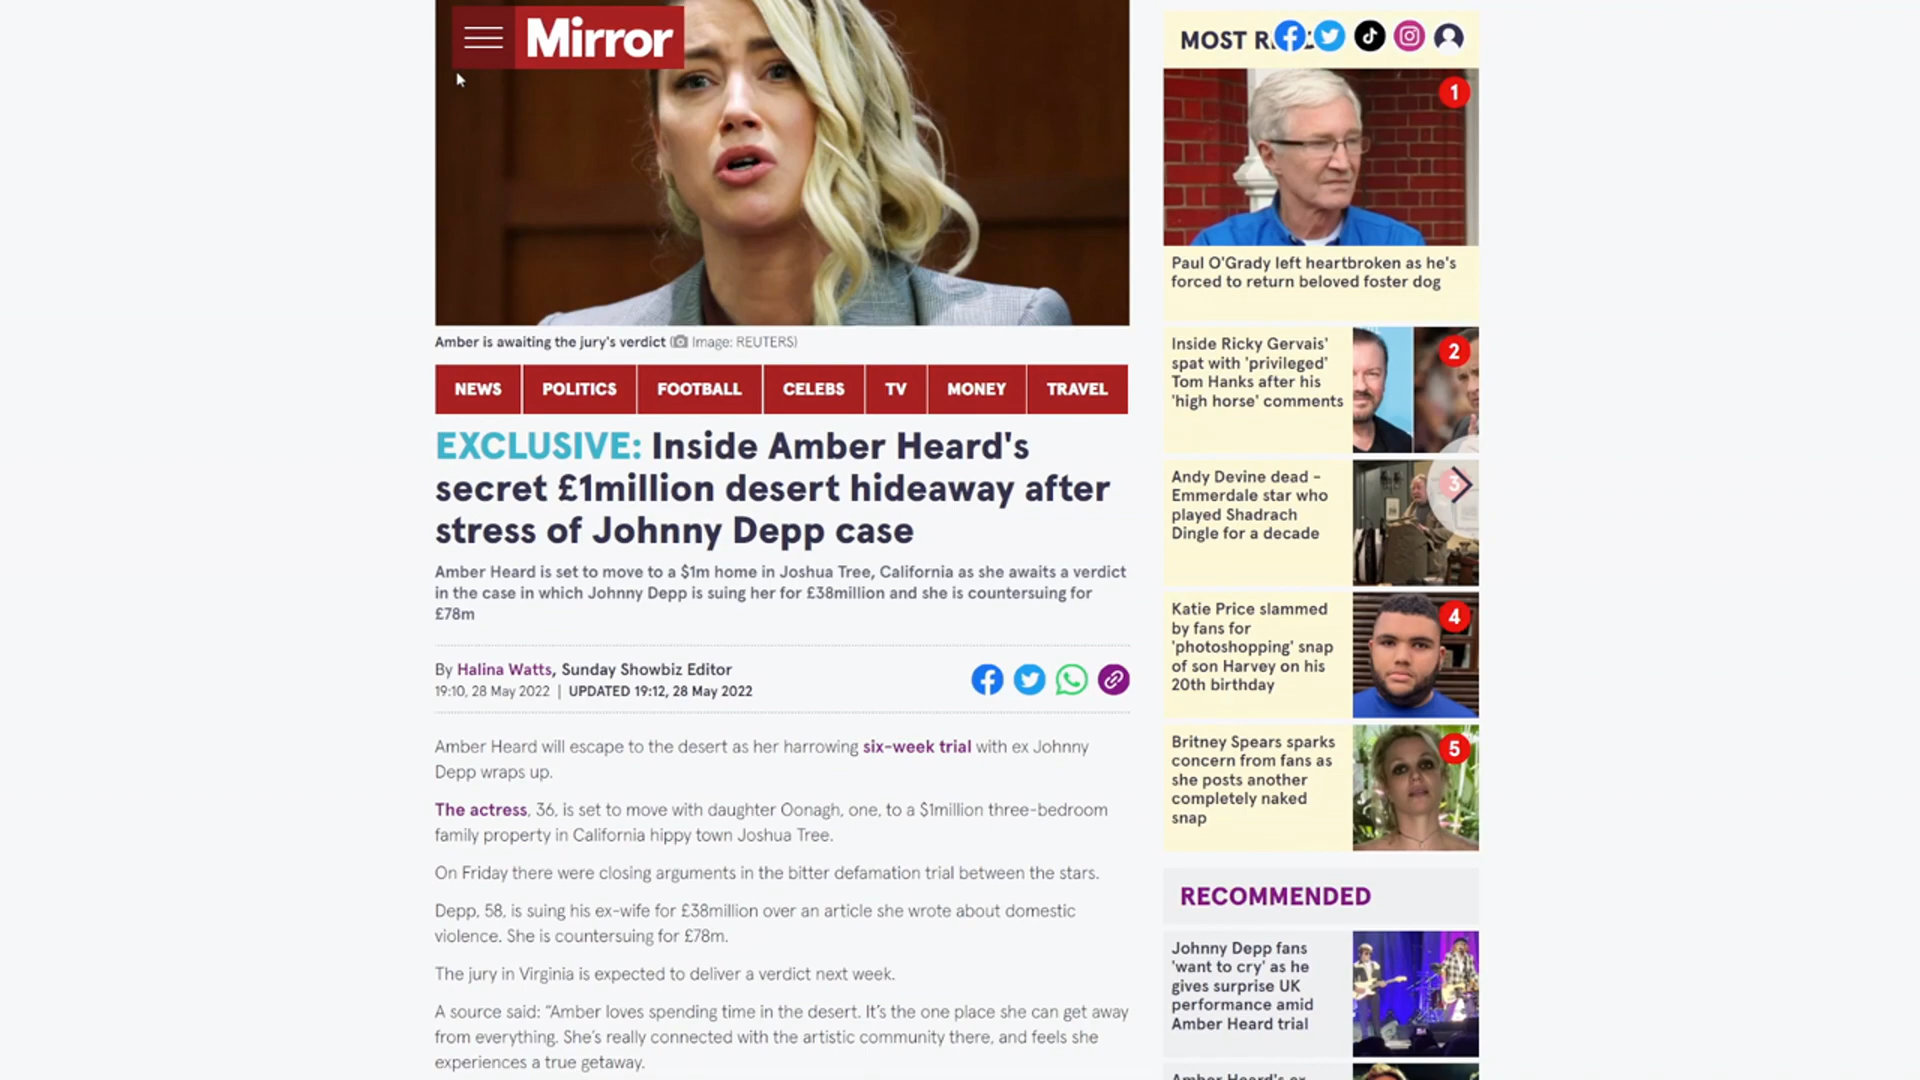 Mirror
Amber is awaiting the jury's verdict (Image: REUTERS)
NEWS
POLITICS
FOOTBALL
CELEBS
TV
MONEY
TRAVEL
EXCLUSIVE: Inside Amber Heard's
secret £1million desert hideaway after
stress of Johnny Depp case
Amber Heard is set to move to a $1m home in Joshua Tree, California as she awaits a verdict
in the case in which Johnny Depp is suing her for £38million and she is countersuing for
£78m
By Halina Watts, Sunday Showbiz Editor
19:10, 28 May 2022 | UPDATED 19:12, 28 May 2022
Amber Heard will escape to the desert as her harrowing six-week trial with ex Johnny
Depp wraps up.
The actress, 36, is set to move with daughter Oonagh, one, to a $1million three-bedroom
family property in California hippy town Joshua Tree.
On Friday there were closing arguments in the bitter defamation trial between the stars.
Depp, 58, is suing his ex-wife for £38million over an article she wrote about domestic
violence. She is countersuing for £78m.
The jury in Virginia is expected to deliver a verdict next week.
A source said: "Amber loves spending time in the desert. It's the one place she can get away
from everything. She's really connected with the artistic community there, and feels she
experiences a true getaway.
MOST
1
Paul O'Grady left heartbroken as he's
forced to return beloved foster dog
Inside Ricky Gervais'
spat with 'privileged'
Tom Hanks after his
'high horse' comments
2
Andy Devine dead -
Emmerdale star who
played Shadrach
Dingle for a decade
3
Katie Price slammed
by fans for
'photoshopping' snap
of son Harvey on his
20th birthday
4
Britney Spears sparks
concern from fans as
she posts another
completely naked
snap
5
RECOMMENDED
Johnny Depp fans
'want to cry' as he
gives surprise UK
performance amid
Amber Heard trial
Amber Heard's ex